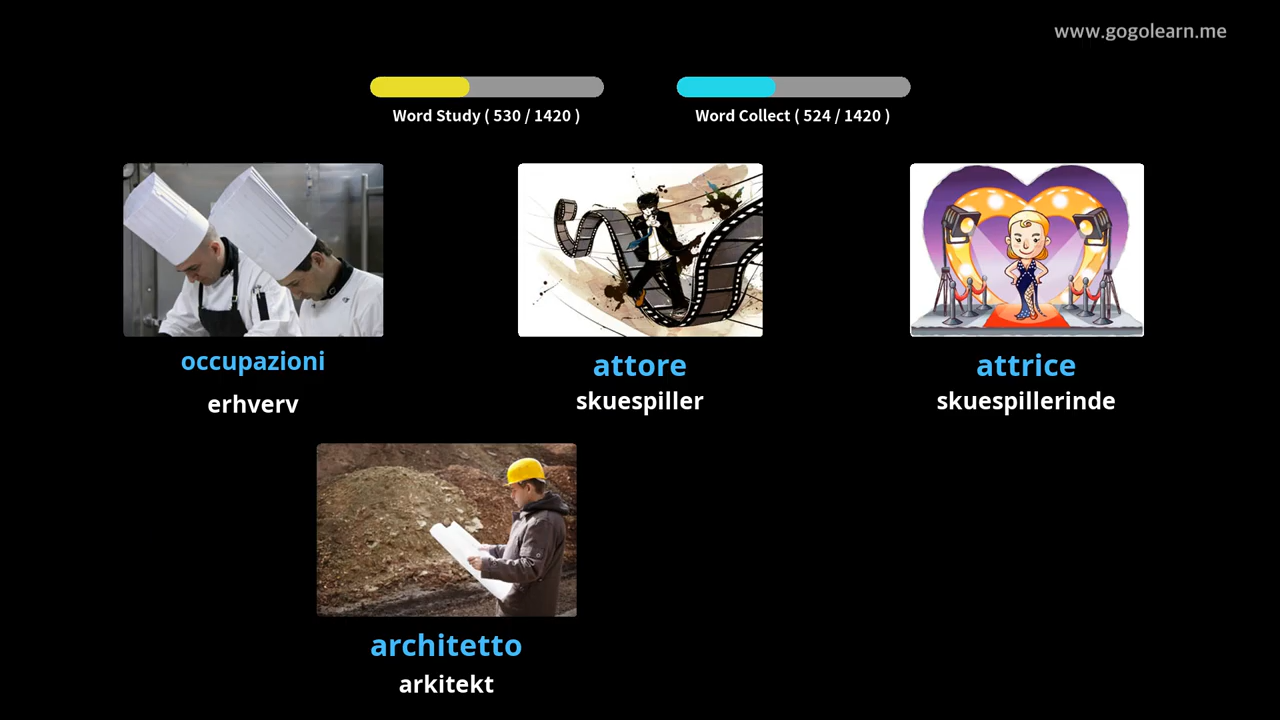 www.gogolearn.me
Word Study ( 530 / 1420 )
Word Collect ( 524 / 1420 )
occupazioni
erhverv
attore
skuespiller
attrice
skuespillerinde
architetto
arkitekt